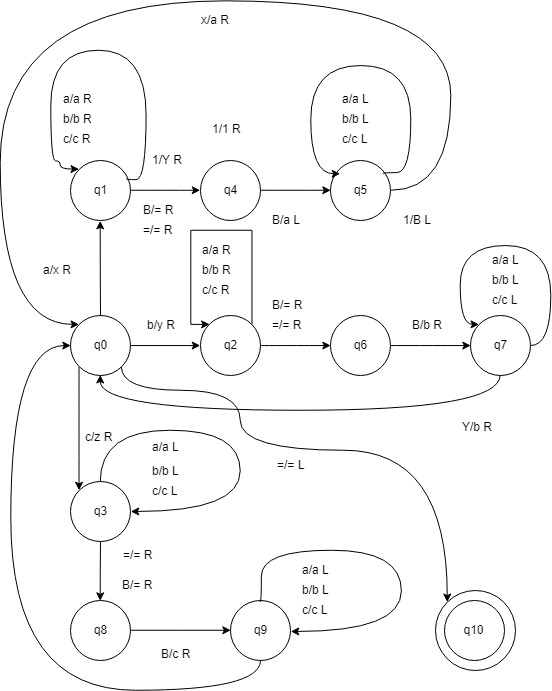 x/a R
a/a R
b/b R
c/c R
a/a L
b/b L
c/c L
1/1 R
1/Y R
q1
q4
q5
B/= R
=/= R
B/a L
1/B L
a/x R
a/a R
b/b R
c/c R
a/a L
b/b L
c/c L
b/y R
B/= R
=/= R
B/b R
q0
q2
q6
q7
Y/b R
c/z R
a/a L
b/b L
c/c L
=/= L
q3
=/= R
B/= R
a/a L
b/b L
c/c L
q8
q9
q10
B/c R